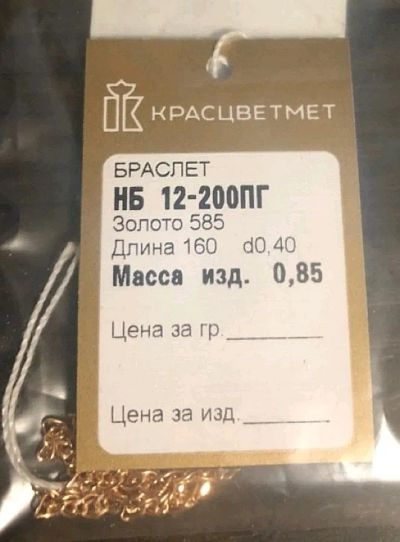 КРАСЦВЕТМЕТ
БРАСЛЕТ
НБ 12-200ПГ
Золото 585
Длина 160 d0,40
Масса изд. 0,85
Цена за гр.
Цена за изд.